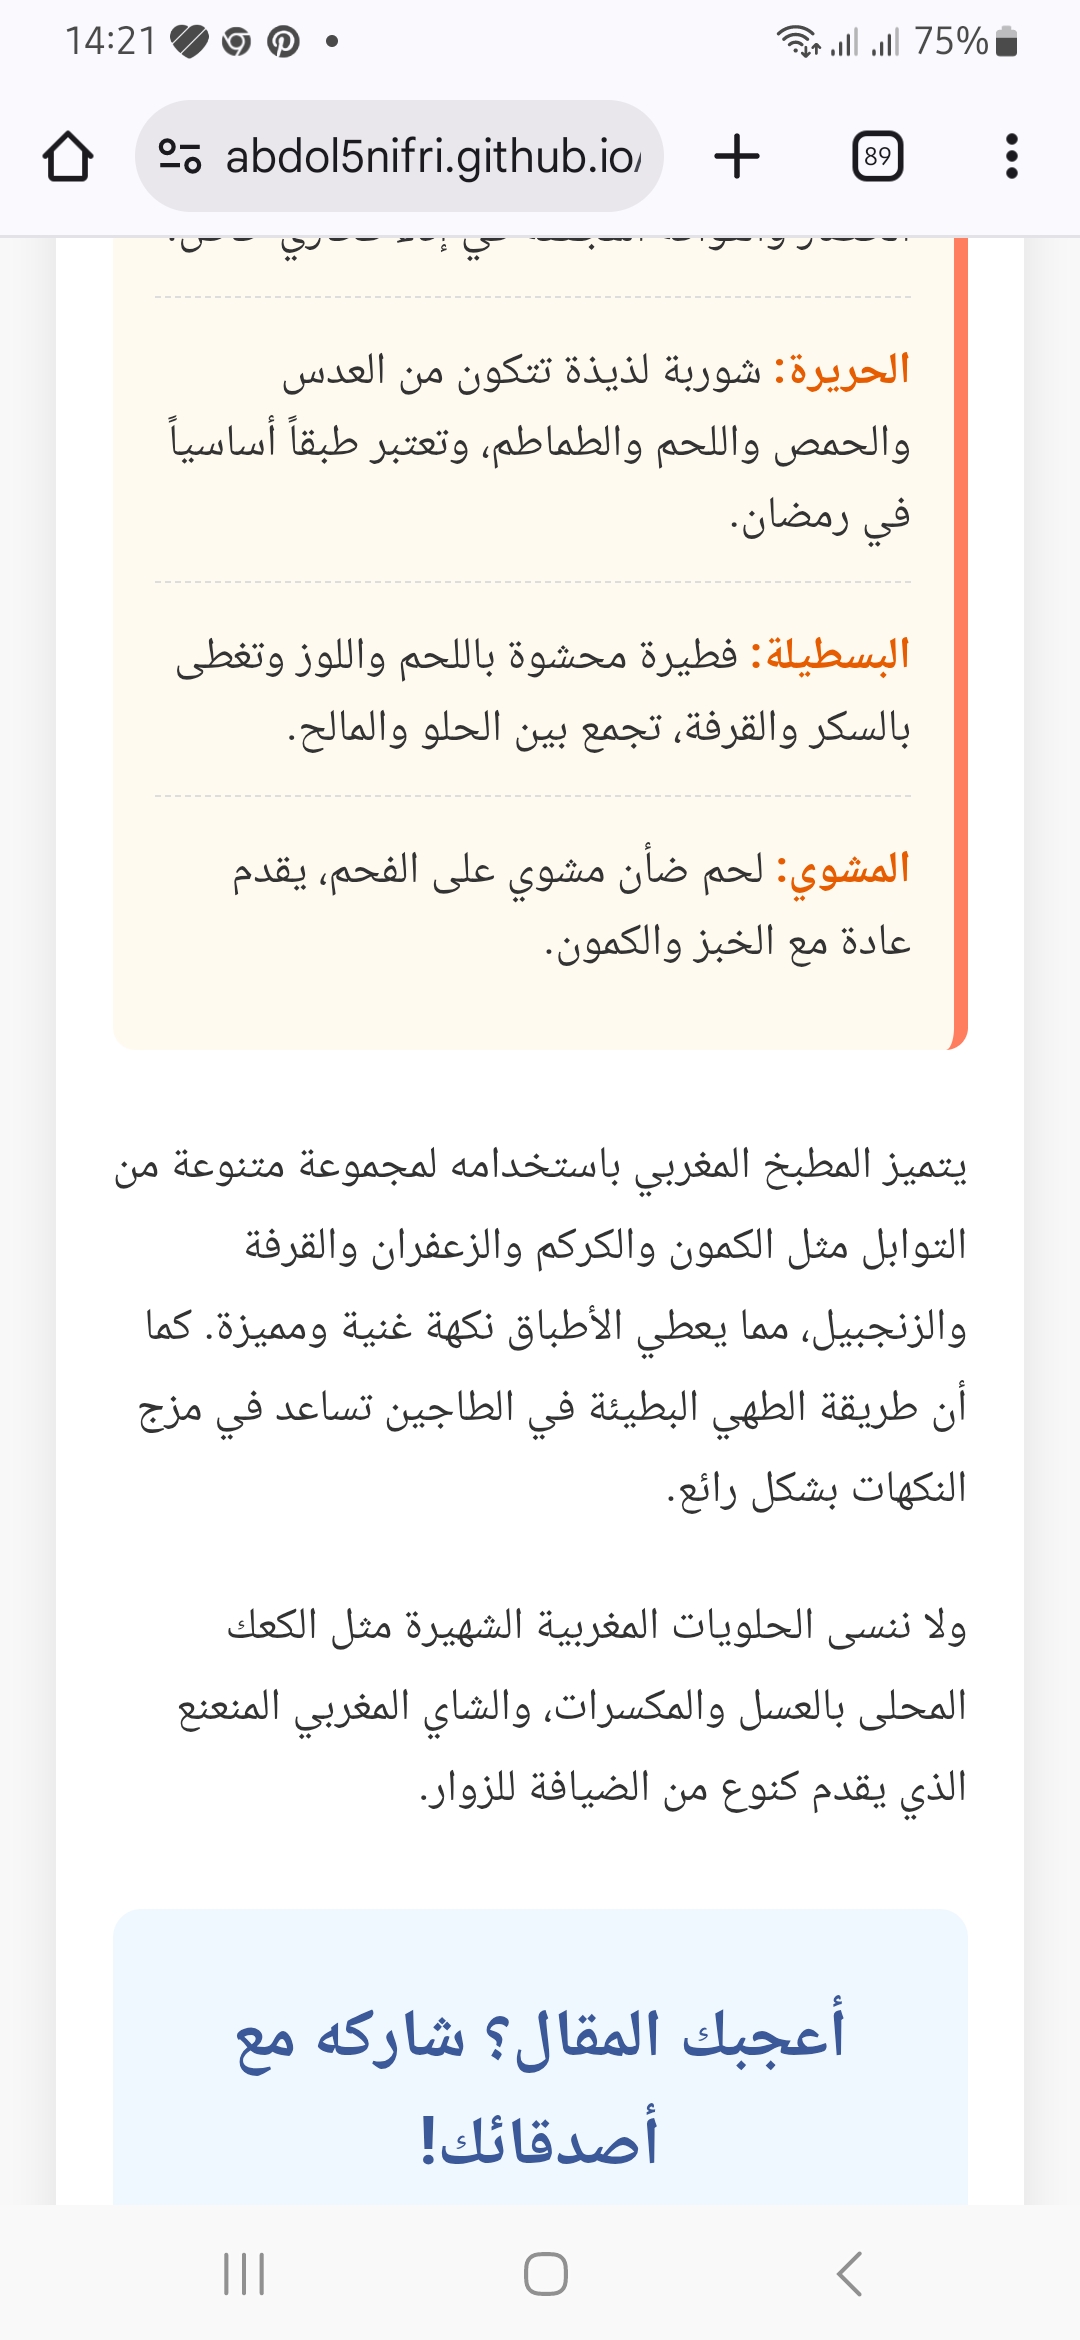 14:21
75%
abdol5nifri.github.io/
89
الحريرة: شوربة لذيذة تتكون من العدس
والحمص واللحم والطماطم، وتعتبر طبقاً أساسياً
في رمضان.
البسطيلة: فطيرة محشوة باللحم واللوز وتغطى
بالسكر والقرفة، تجمع بين الحلو والمالح.
المشوي: لحم ضأن مشوي على الفحم، يقدم
عادة مع الخبز والكمون.
يتميز المطبخ المغربي باستخدامه لمجموعة متنوعة من
التوابل مثل الكمون والكركم والزعفران والقرفة
والزنجبيل، مما يعطي الأطباق نكهة غنية ومميزة. كما
أن طريقة الطهي البطيئة في الطاجين تساعد في مزج
النكهات بشكل رائع.
ولا ننسى الحلويات المغربية الشهيرة مثل الكعك
المحلى بالعسل والمكسرات، والشاي المغربي المنعنع
الذي يقدم كنوع من الضيافة للزوار.
أعجبك المقال؟ شاركه مع
أصدقائك!